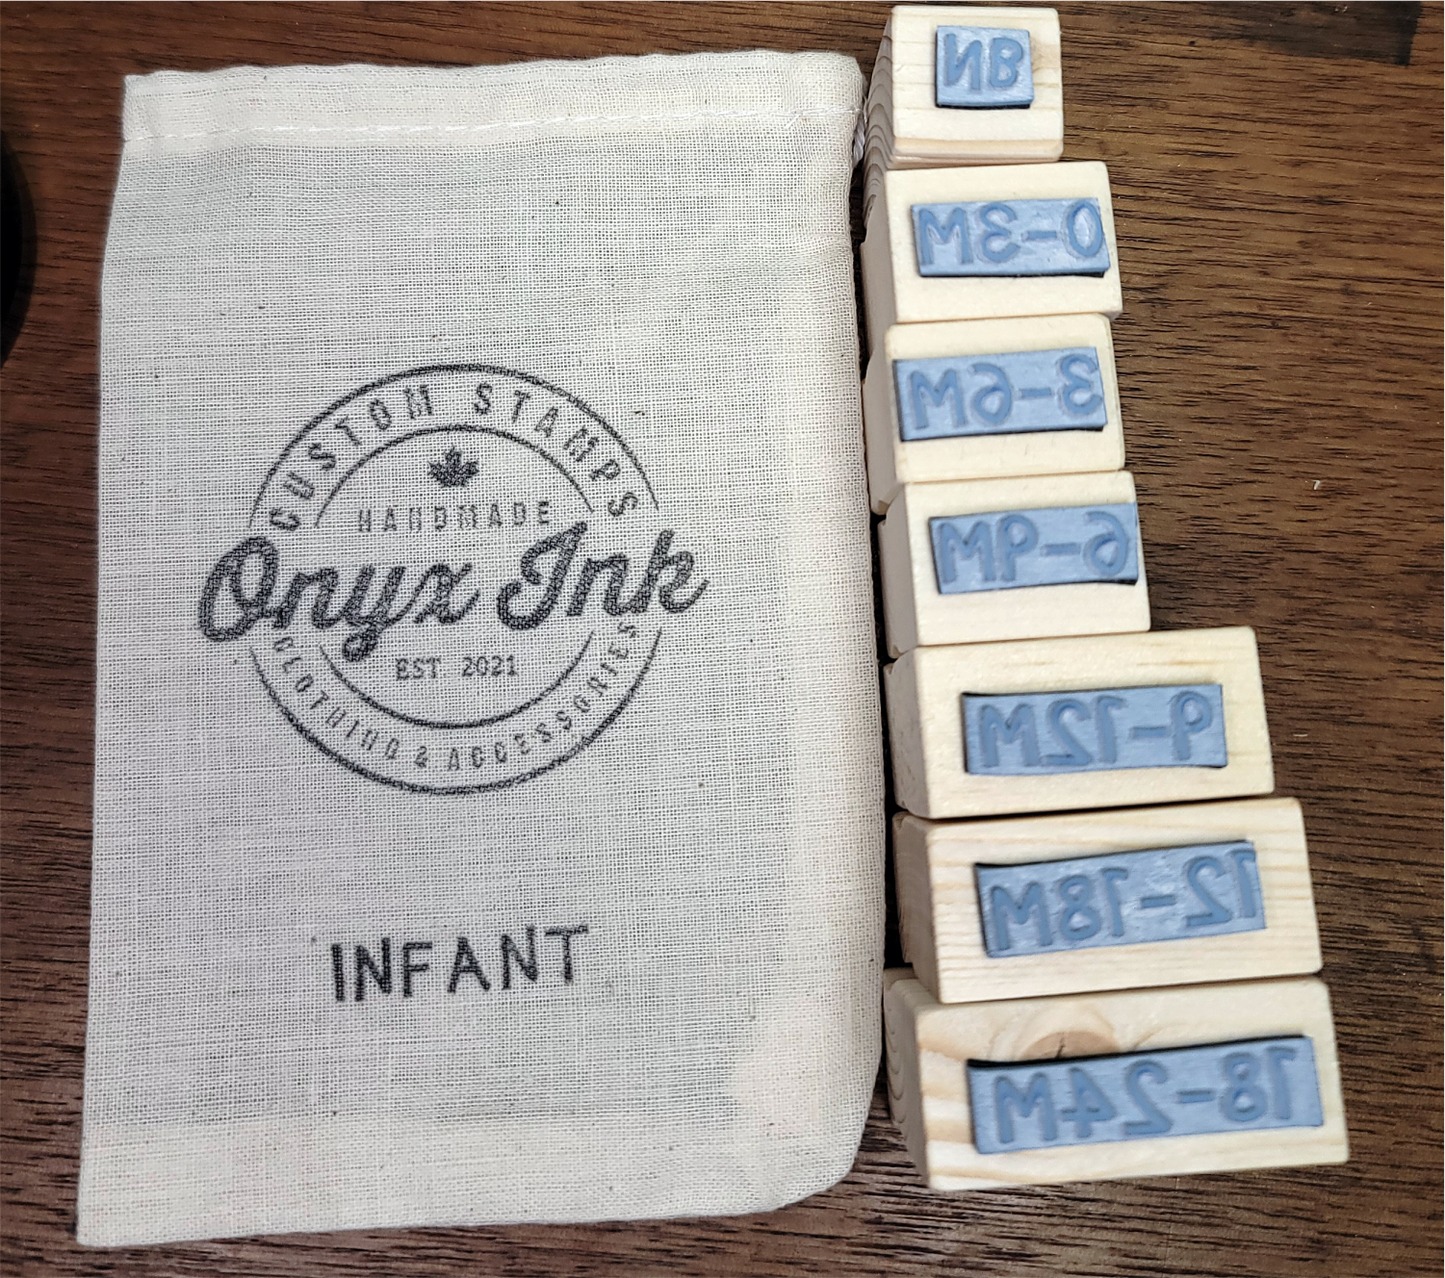 CUSTOM STAMPS
HANDMADE
Onyx Ink
EST 2021
CLOTHING & ACCESSORIES
INFANT
NB
0-3M
3-6M
6-9M
9-12M
12-18M
18-24M